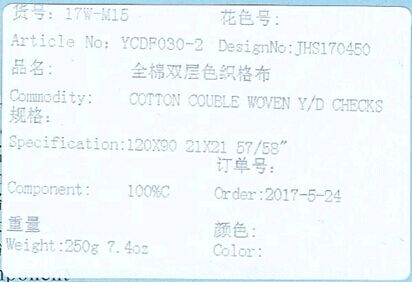 货号: 17W-M15 花色号:
Article No: YCDF030-2 DesignNo:JHS170450
品名: 全棉双层色织格布
Commodity: COTTON COUBLE WOVEN Y/D CHECKS
规格:
Specification:120X90 21X21 57/58″
订单号:
Component: 100%C Order:2017-5-24
重量 颜色:
Weight:250g 7.4oz Color:
mponent